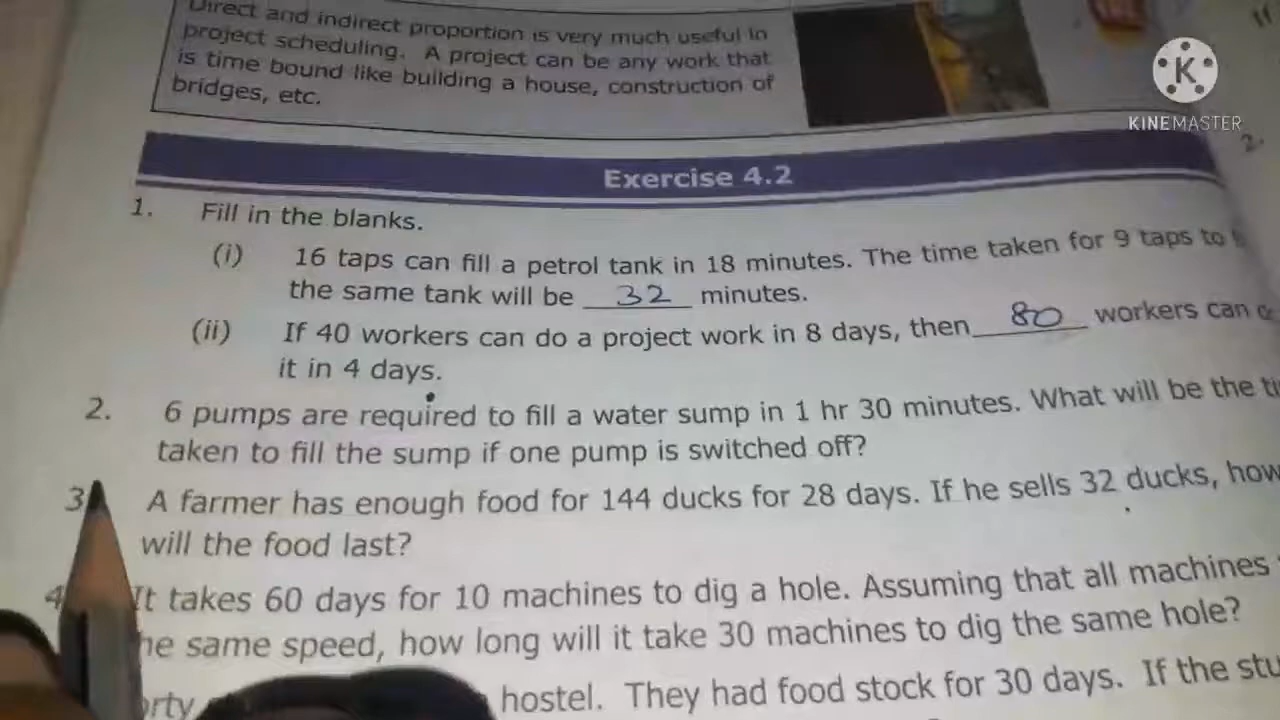 Direct and indirect proportion is very much useful in
project scheduling. A project can be any work that
is time bound like building a house, construction of
bridges, etc.
K
KINEMASTER
If
2.
Exercise 4.2
1. Fill in the blanks.
(i) 16 taps can fill a petrol tank in 18 minutes. The time taken for 9 taps to
the same tank will be 32 minutes.
(ii) If 40 workers can do a project work in 8 days, then 80 workers can
it in 4 days.
2. 6 pumps are required to fill a water sump in 1 hr 30 minutes. What will be the
taken to fill the sump if one pump is switched off?
3. A farmer has enough food for 144 ducks for 28 days. If he sells 32 ducks, how
will the food last?
4 It takes 60 days for 10 machines to dig a hole. Assuming that all machines
he same speed, how long will it take 30 machines to dig the same hole?
hostel. They had food stock for 30 days. If the